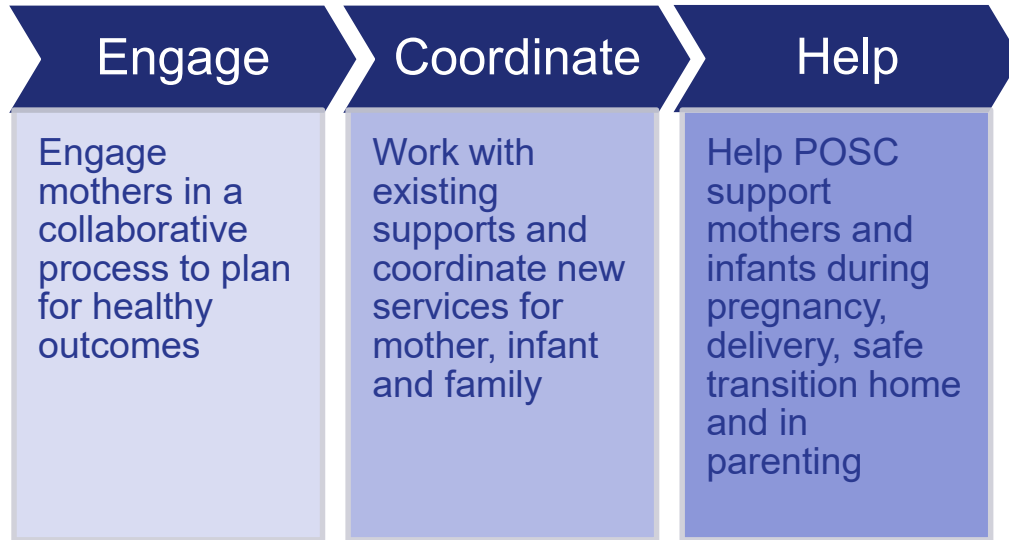 Engage
Engage
mothers in a
collaborative
process to plan
for healthy
outcomes
Coordinate
Work with
existing
supports and
coordinate new
services for
mother, infant
and family
Help
Help POSC
support
mothers and
infants during
pregnancy,
delivery, safe
transition home
and in
parenting